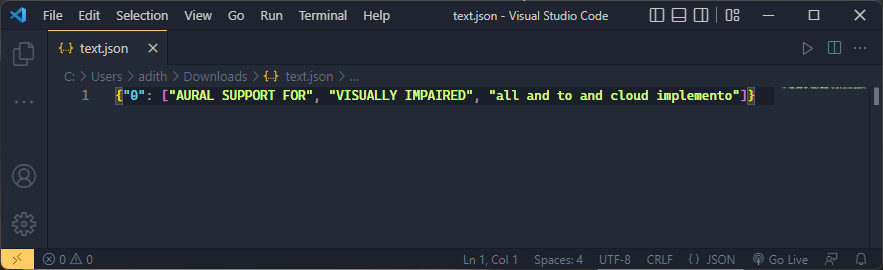 File Edit Selection View Go Run Terminal Help text.json - Visual Studio Code
{..} text.json ×
C: > Users > adith > Downloads > {..} text.json > ...
1 {"0": ["AURAL SUPPORT FOR", "VISUALLY IMPAIRED", "all and to and cloud implemento"]}
0 0 Ln 1, Col 1 Spaces: 4 UTF-8 CRLF {} JSON Go Live